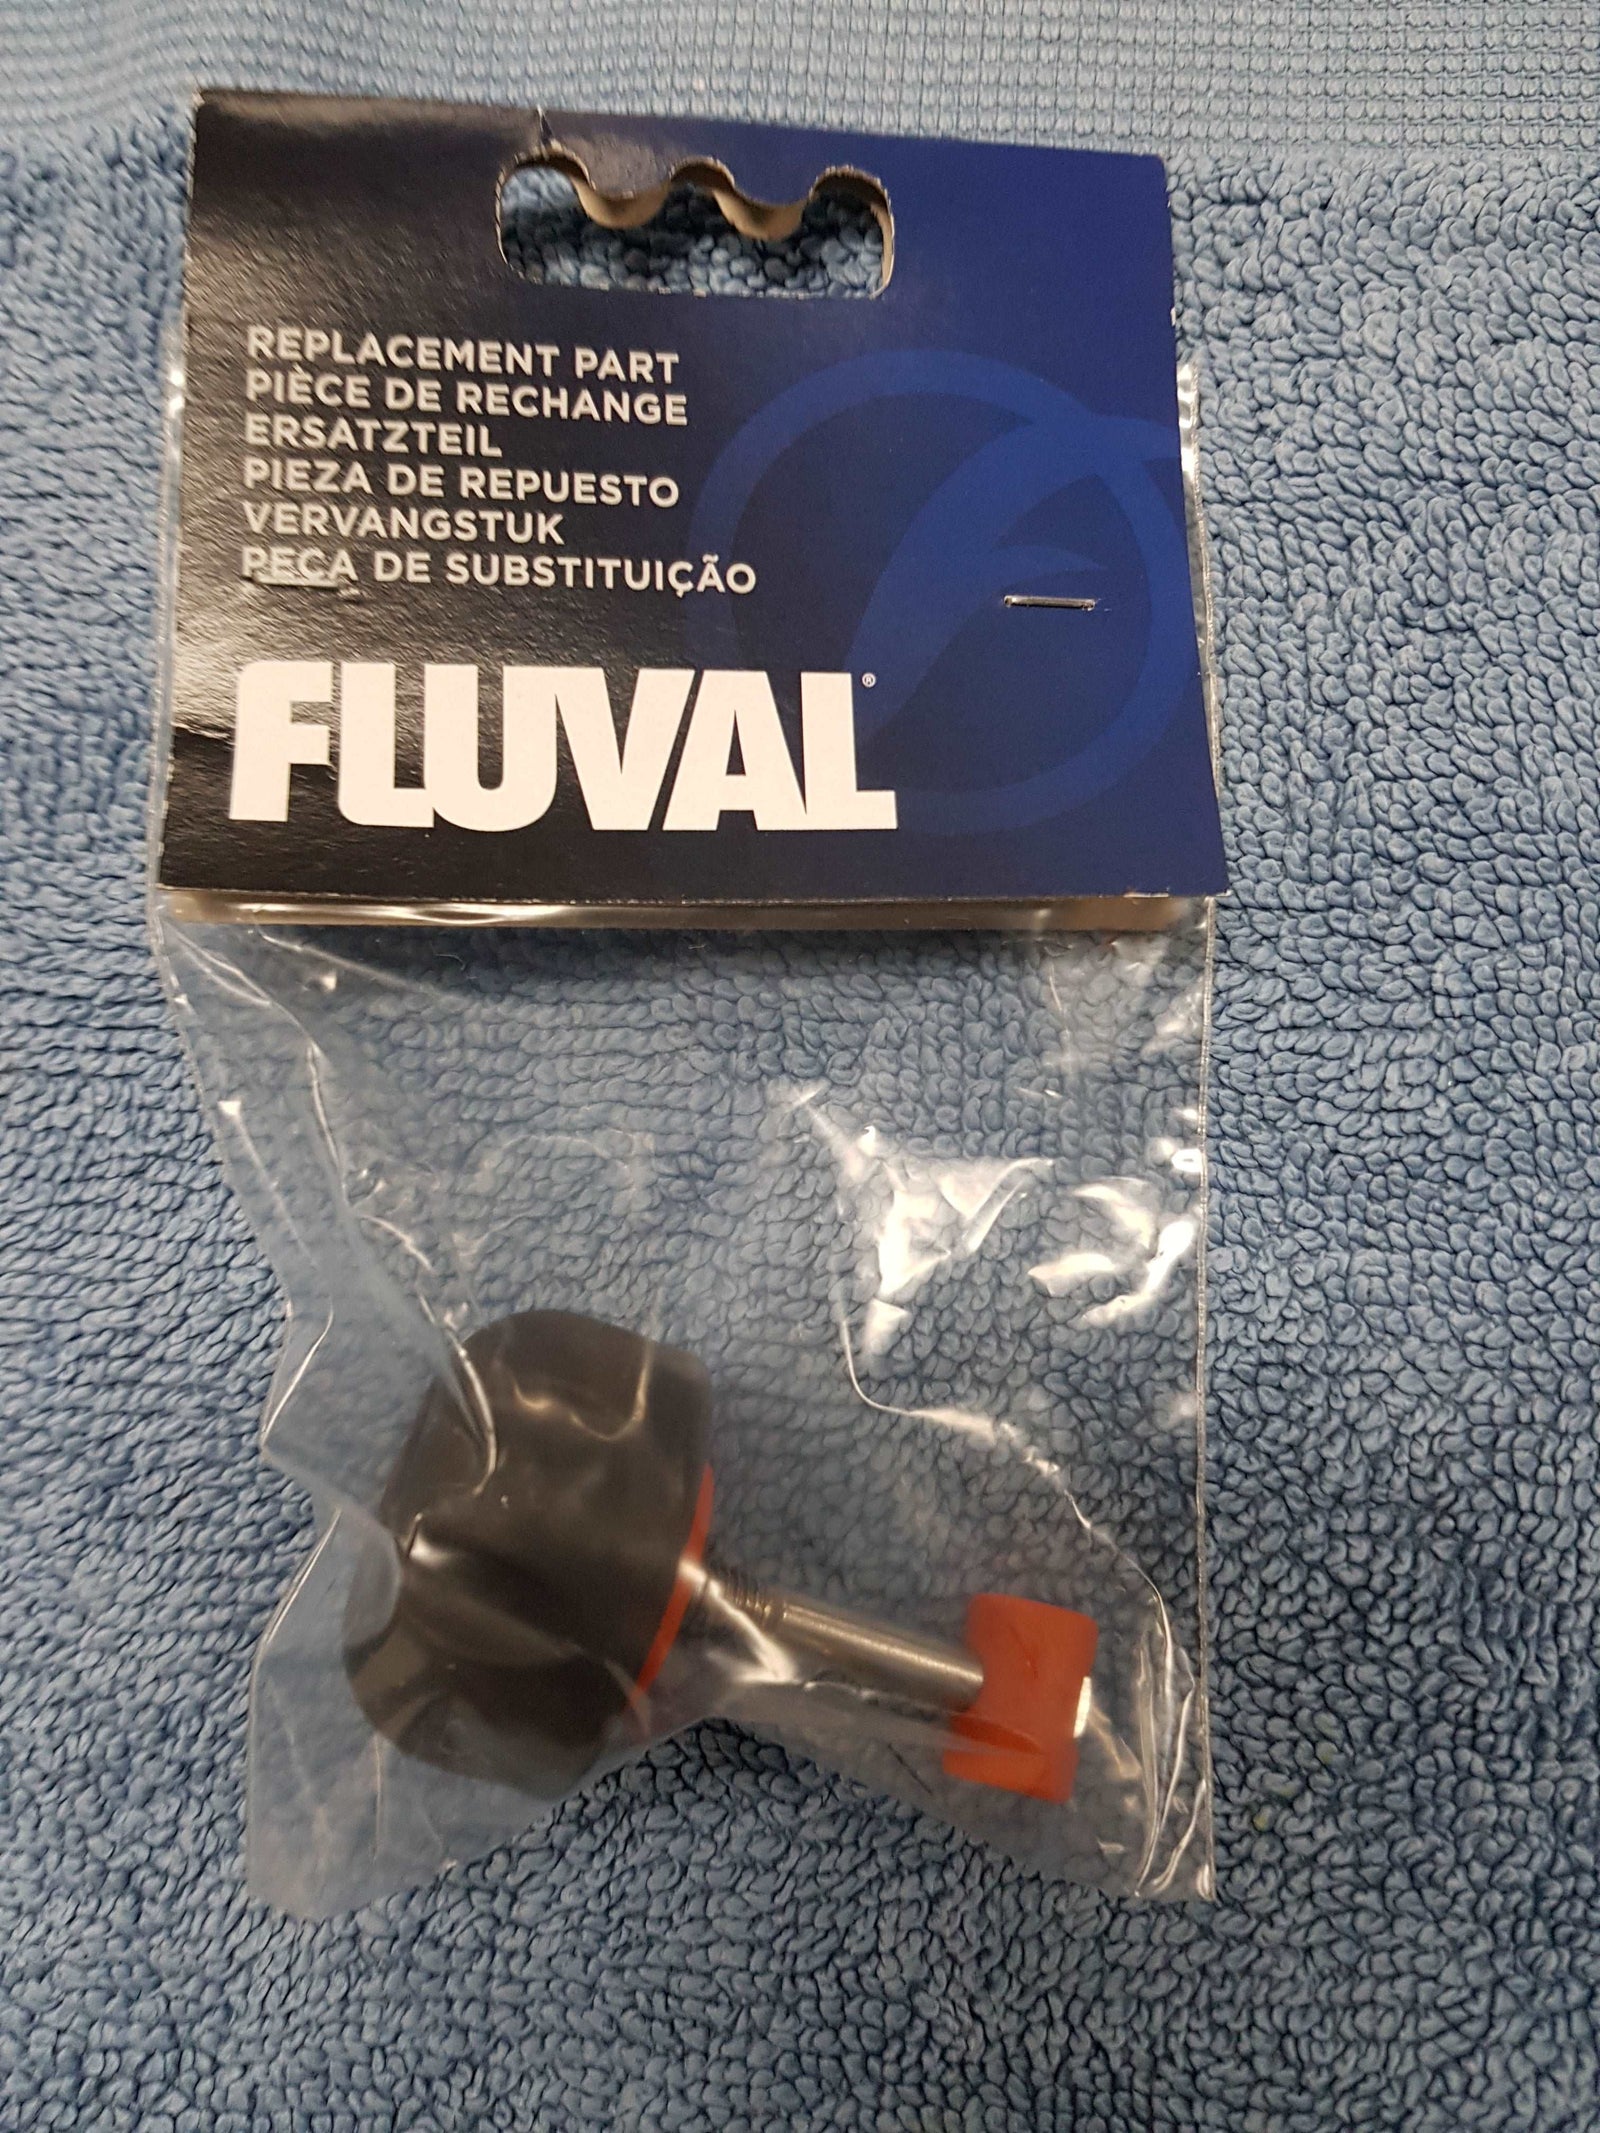 REPLACEMENT PART
PIÈCE DE RECHANGE
ERSATZTEIL
PIEZA DE REPUESTO
VERVANGSTUK
PEÇA DE SUBSTITUIÇÃO
FLUVAL®